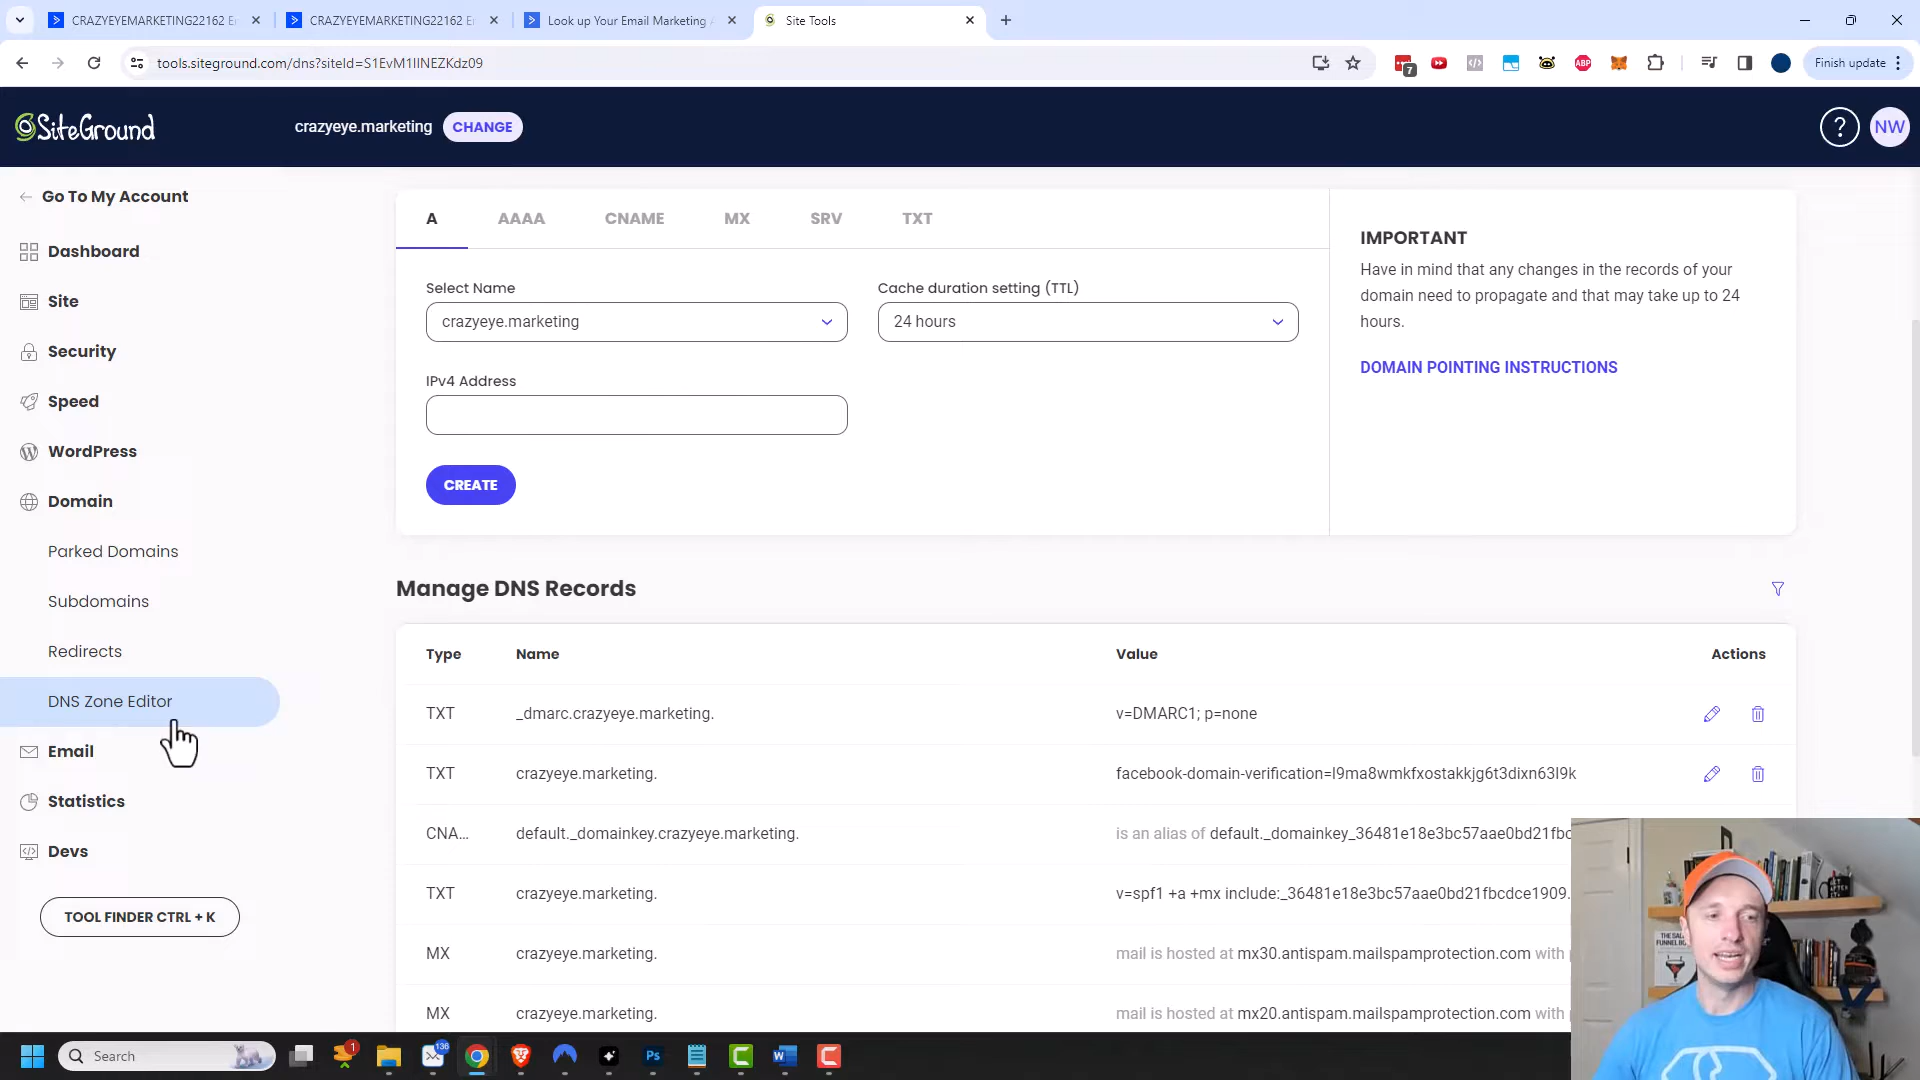 CRAZYEYEMARKETING22162 E
CRAZYEYEMARKETING22162 E
Look up Your Email Marketing
Site Tools
tools.siteground.com/dns?siteId=S1EvM1lINEZKdz09
7
ABP
Finish update
SiteGround
crazyeye.marketing
CHANGE
?
NW
Go To My Account
Dashboard
Site
Security
Speed
WordPress
Domain
Parked Domains
Subdomains
Redirects
DNS Zone Editor
Email
Statistics
Devs
TOOL FINDER CTRL + K
A
AAAA
CNAME
MX
SRV
TXT
Select Name
crazyeye.marketing
Cache duration setting (TTL)
24 hours
IPv4 Address
CREATE
IMPORTANT
Have in mind that any changes in the records of your
domain need to propagate and that may take up to 24
hours.
DOMAIN POINTING INSTRUCTIONS
Manage DNS Records
Type Name Value Actions
TXT _dmarc.crazyeye.marketing. v=DMARC1; p=none
TXT crazyeye.marketing. facebook-domain-verification=l9ma8wmkfxostakkjg6t3dixn63l9k
CNA... default._domainkey.crazyeye.marketing. is an alias of default._domainkey_36481e18e3bc57aae0bd21fbc
TXT crazyeye.marketing. v=spf1 +a +mx include:_36481e18e3bc57aae0bd21fbcdce1909.
MX crazyeye.marketing. mail is hosted at mx30.antispam.mailspamprotection.com with
MX crazyeye.marketing. mail is hosted at mx20.antispam.mailspamprotection.com with
Search
1
136
Ps
W
C